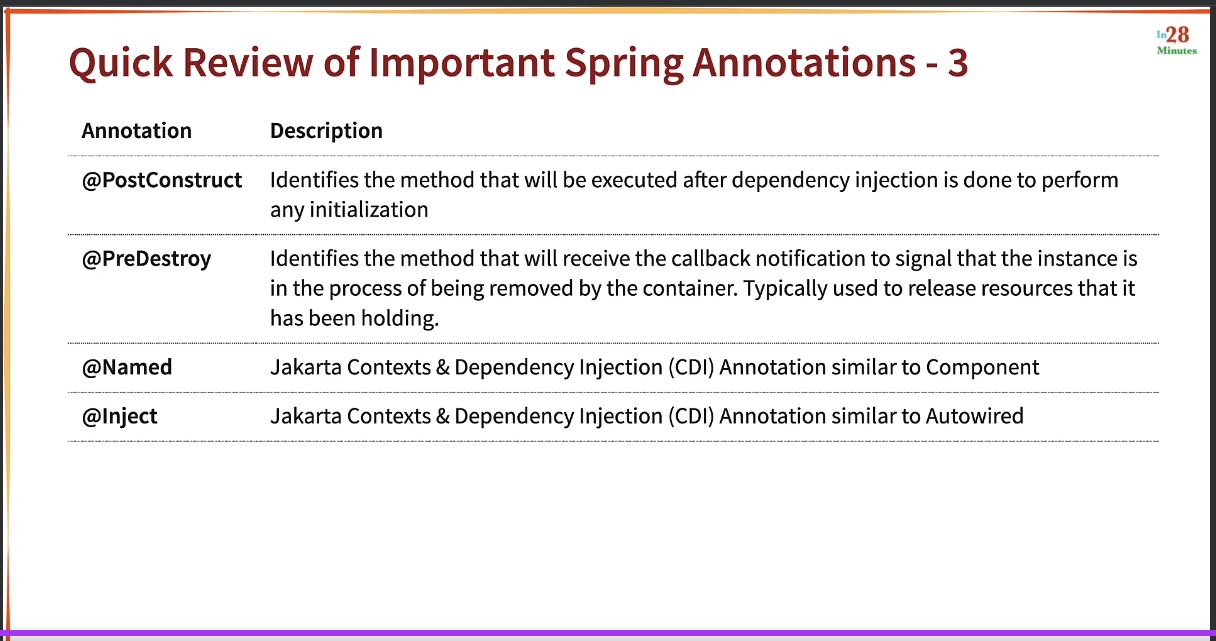 In28
Minutes
Quick Review of Important Spring Annotations - 3
Annotation Description
@PostConstruct Identifies the method that will be executed after dependency injection is done to perform
any initialization
@PreDestroy Identifies the method that will receive the callback notification to signal that the instance is
in the process of being removed by the container. Typically used to release resources that it
has been holding.
@Named Jakarta Contexts & Dependency Injection (CDI) Annotation similar to Component
@Inject Jakarta Contexts & Dependency Injection (CDI) Annotation similar to Autowired